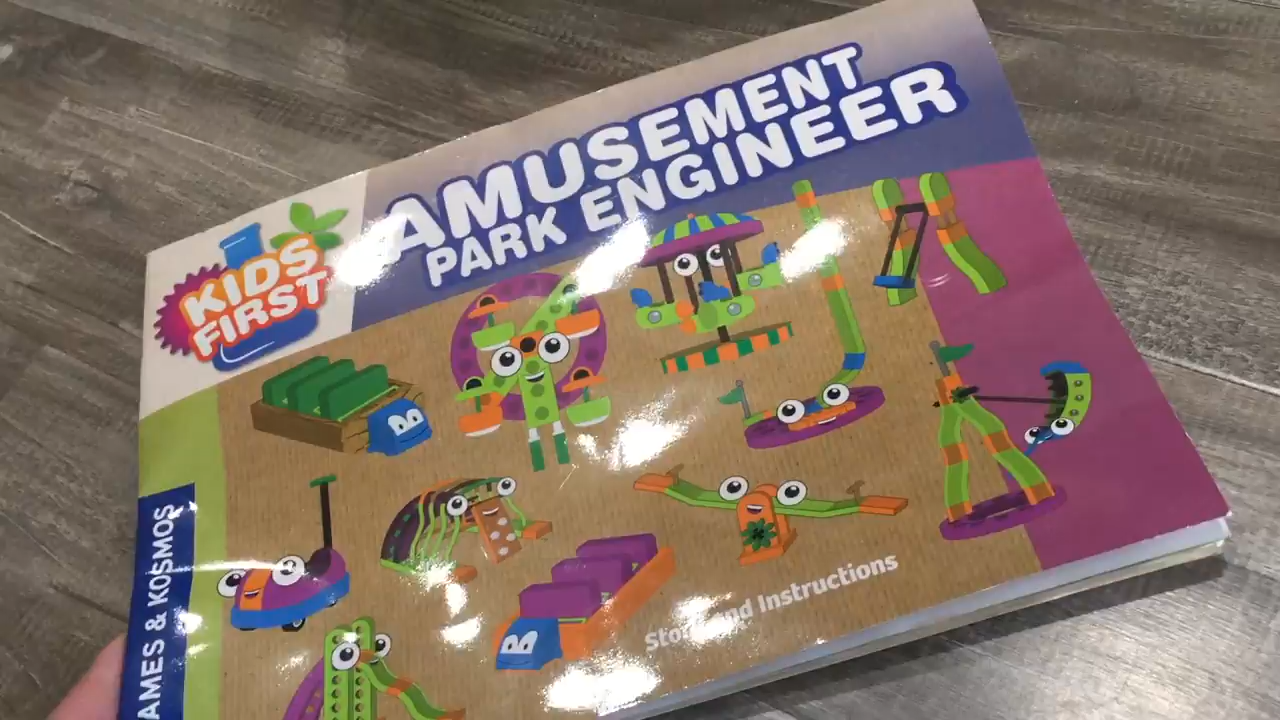 AMUSEMENT
PARK ENGINEER
KIDS
FIRST
AMES & KOSMOS
Instructions